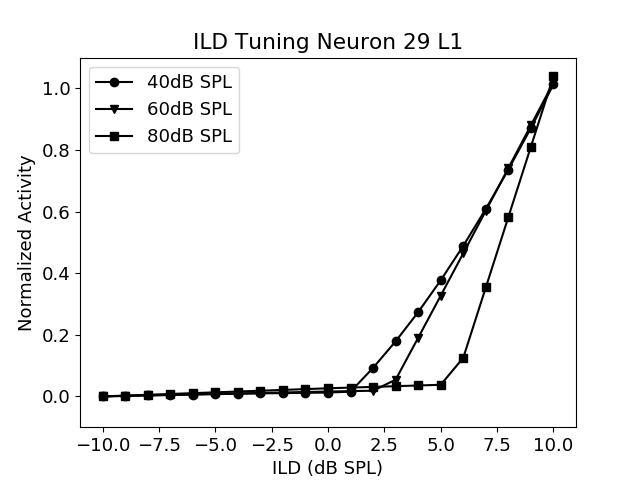 ILD Tuning Neuron 29 L1
40dB SPL
60dB SPL
80dB SPL
Normalized Activity
1.0
0.8
0.6
0.4
0.2
0.0
−10.0 −7.5 −5.0 −2.5 0.0 2.5 5.0 7.5 10.0
ILD (dB SPL)